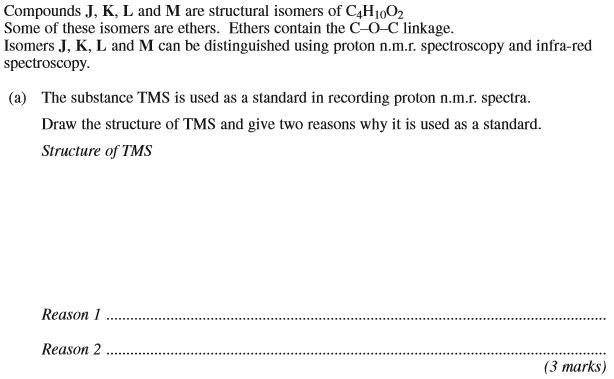 Compounds J, K, L and M are structural isomers of C₄H₁₀O₂
Some of these isomers are ethers. Ethers contain the C–O–C linkage.
Isomers J, K, L and M can be distinguished using proton n.m.r. spectroscopy and infra-red
spectroscopy.
(a) The substance TMS is used as a standard in recording proton n.m.r. spectra.
Draw the structure of TMS and give two reasons why it is used as a standard.
Structure of TMS
Reason 1 ....................................................................................................
Reason 2 ....................................................................................................
(3 marks)